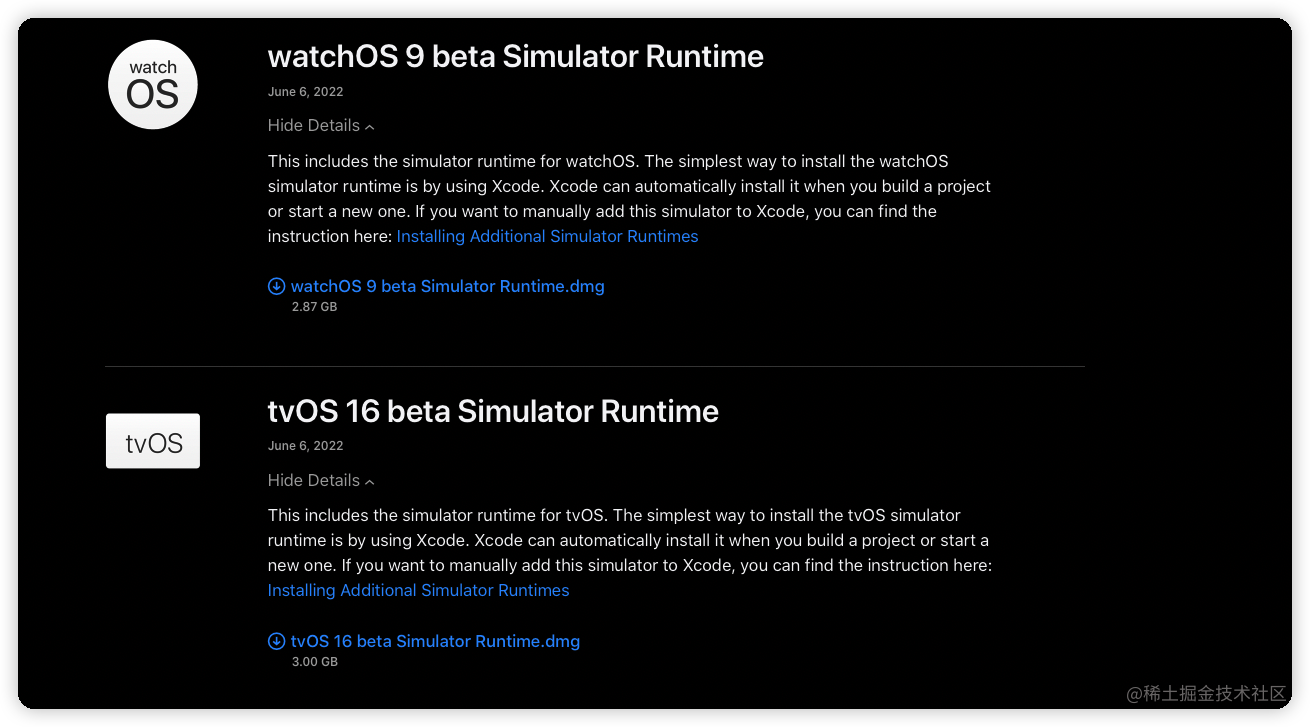 watch
OS
watchOS 9 beta Simulator Runtime
June 6, 2022
Hide Details
This includes the simulator runtime for watchOS. The simplest way to install the watchOS
simulator runtime is by using Xcode. Xcode can automatically install it when you build a project
or start a new one. If you want to manually add this simulator to Xcode, you can find the
instruction here: Installing Additional Simulator Runtimes
watchOS 9 beta Simulator Runtime.dmg
2.87 GB
tvOS
tvOS 16 beta Simulator Runtime
June 6, 2022
Hide Details
This includes the simulator runtime for tvOS. The simplest way to install the tvOS simulator
runtime is by using Xcode. Xcode can automatically install it when you build a project or start a
new one. If you want to manually add this simulator to Xcode, you can find the instruction here:
Installing Additional Simulator Runtimes
tvOS 16 beta Simulator Runtime.dmg
3.00 GB
@稀土掘金技术社区